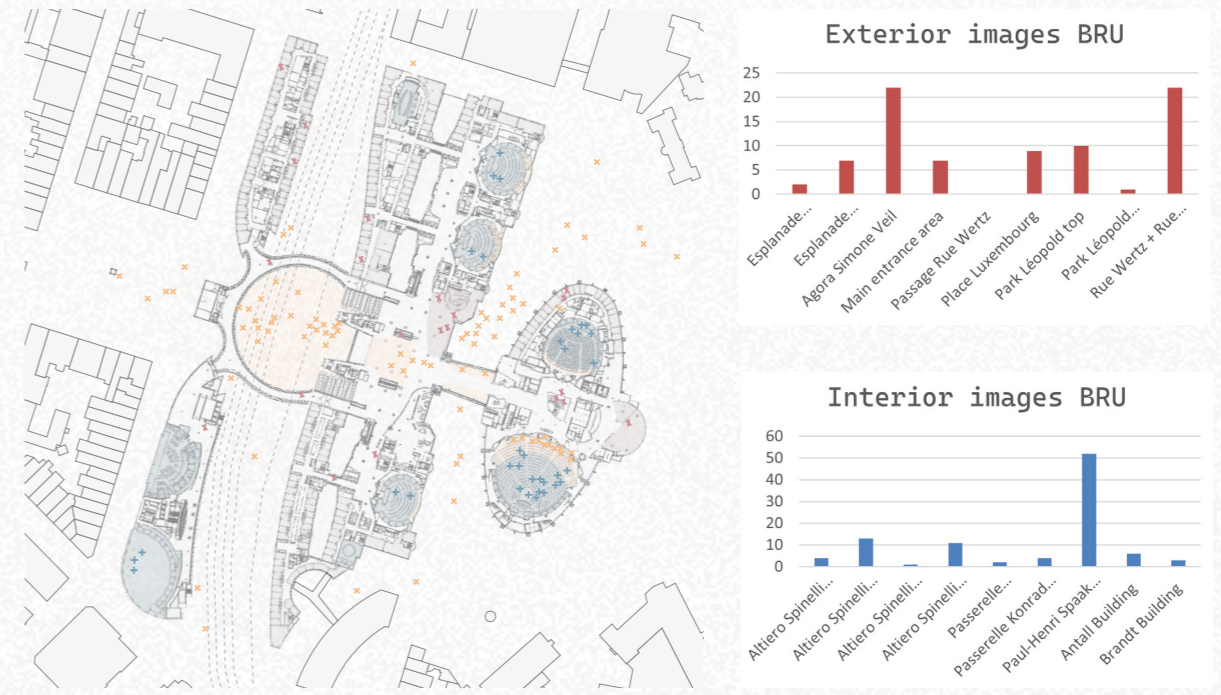 Exterior images BRU
25
20
15
10
5
0
Esplanade...
Esplanade...
Agora Simone Veil
Main entrance area
Passage Rue Wertz
Place Luxembourg
Park Léopold top
Park Léopold...
Rue Wertz + Rue...
Interior images BRU
60
50
40
30
20
10
0
Altiero Spinelli...
Altiero Spinelli...
Altiero Spinelli...
Altiero Spinelli...
Passerelle...
Passerelle Konrad...
Paul-Henri Spaak...
Antall Building
Brandt Building